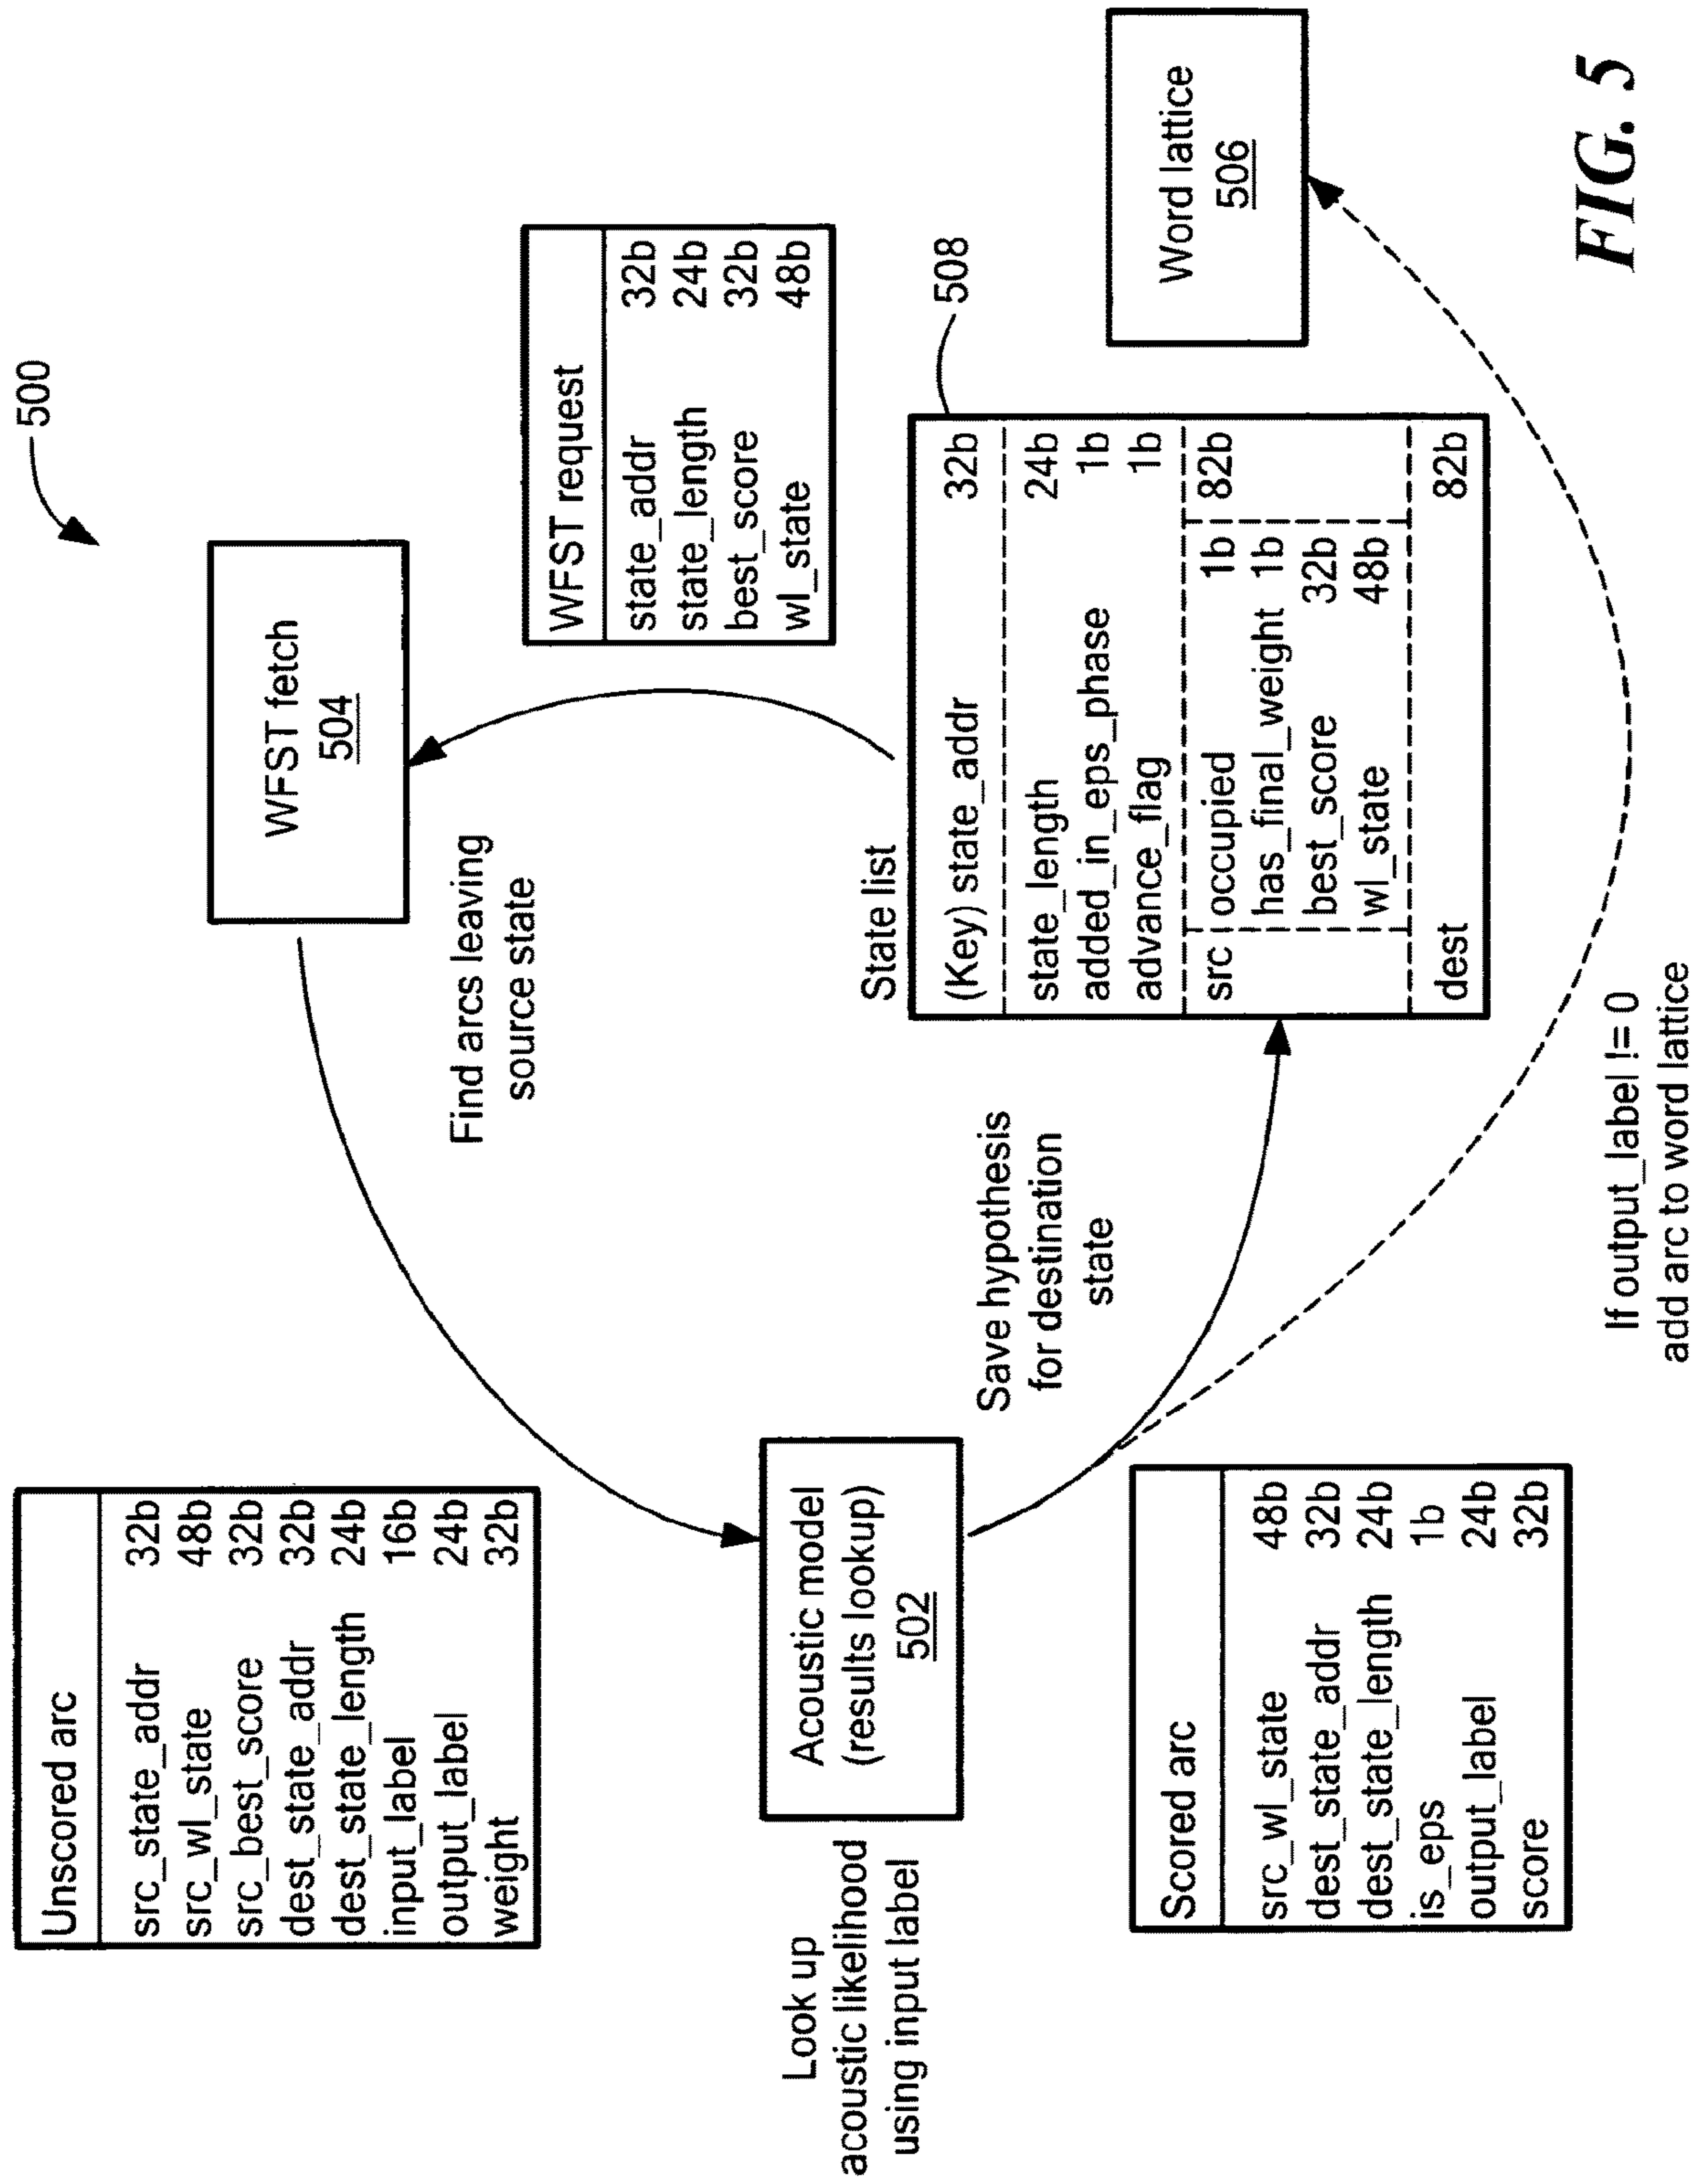 500
Unscored arc
src_state_addr 32b
src_wl_state 48b
src_best_score 32b
dest_state_addr 32b
dest_state_length 24b
input_label 16b
output_label 24b
weight 32b
WFST fetch
504
Find arcs leaving
source state
WFST request
state_addr 32b
state_length 24b
best_score 32b
wl_state 48b
Look up
acoustic likelihood
using input label
Acoustic model
(results lookup)
502
State list
508
(Key) state_addr 32b
state_length 24b
added_in_eps_phase 1b
advance_flag 1b
src occupied 1b 82b
has_final_weight 1b
best_score 32b
wl_state 48b
dest 82b
Save hypothesis
for destination
state
Scored arc
src_wl_state 48b
dest_state_addr 32b
dest_state_length 24b
is_eps 1b
output_label 24b
score 32b
Word lattice
506
If output_label != 0
add arc to word lattice
FIG. 5